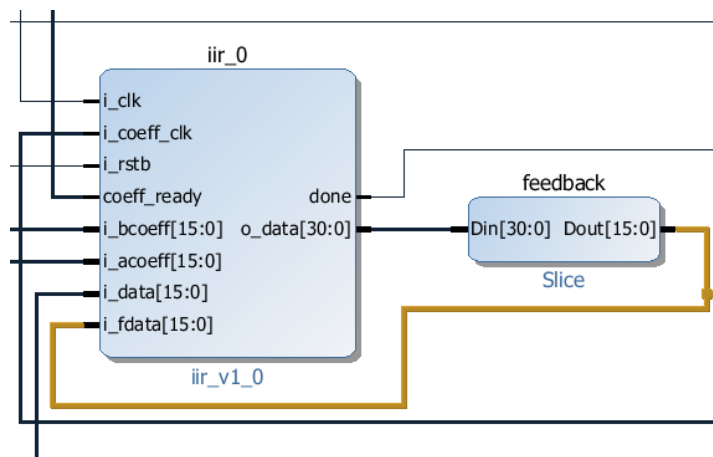 iir_0
i_clk
i_coeff_clk
i_rstb
coeff_ready done
i_bcoeff[15:0] o_data[30:0]
i_acoeff[15:0]
i_data[15:0]
i_fdata[15:0]
iir_v1_0
feedback
Din[30:0] Dout[15:0]
Slice